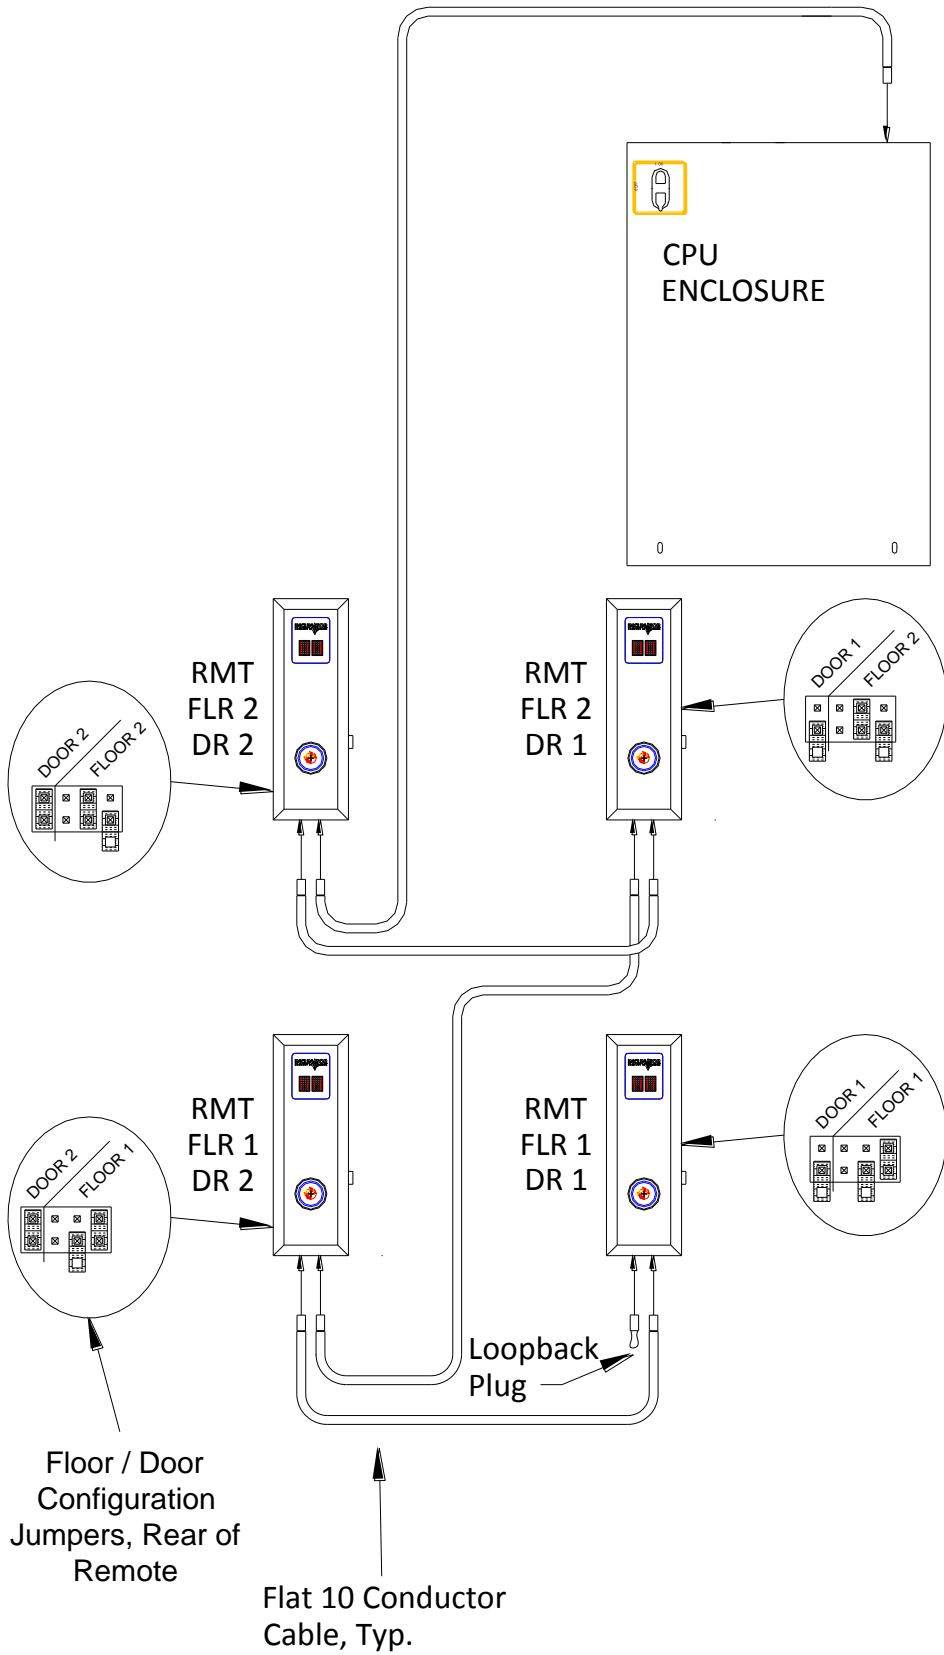 CPU
ENCLOSURE
RMT
FLR 2
DR 2
RMT
FLR 2
DR 1
DOOR 1
FLOOR 2
DOOR 2
FLOOR 2
RMT
FLR 1
DR 2
RMT
FLR 1
DR 1
DOOR 1
FLOOR 1
DOOR 2
FLOOR 1
Loopback
Plug
Floor / Door
Configuration
Jumpers, Rear of
Remote
Flat 10 Conductor
Cable, Typ.